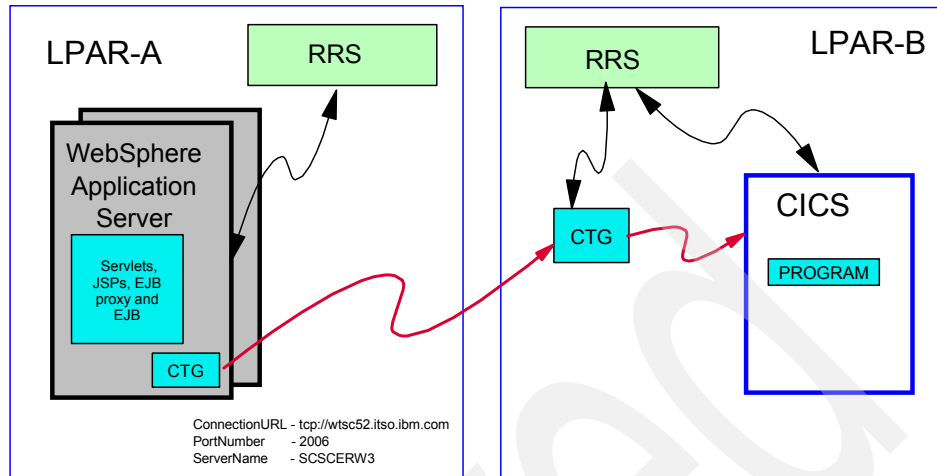 LPAR-A
RRS
WebSphere
Application
Server
Servlets,
JSPs, EJB
proxy and
EJB
CTG
ConnectionURL - tcp://wtsc52.itso.ibm.com
PortNumber - 2006
ServerName - SCSCERW3
LPAR-B
RRS
CTG
CICS
PROGRAM